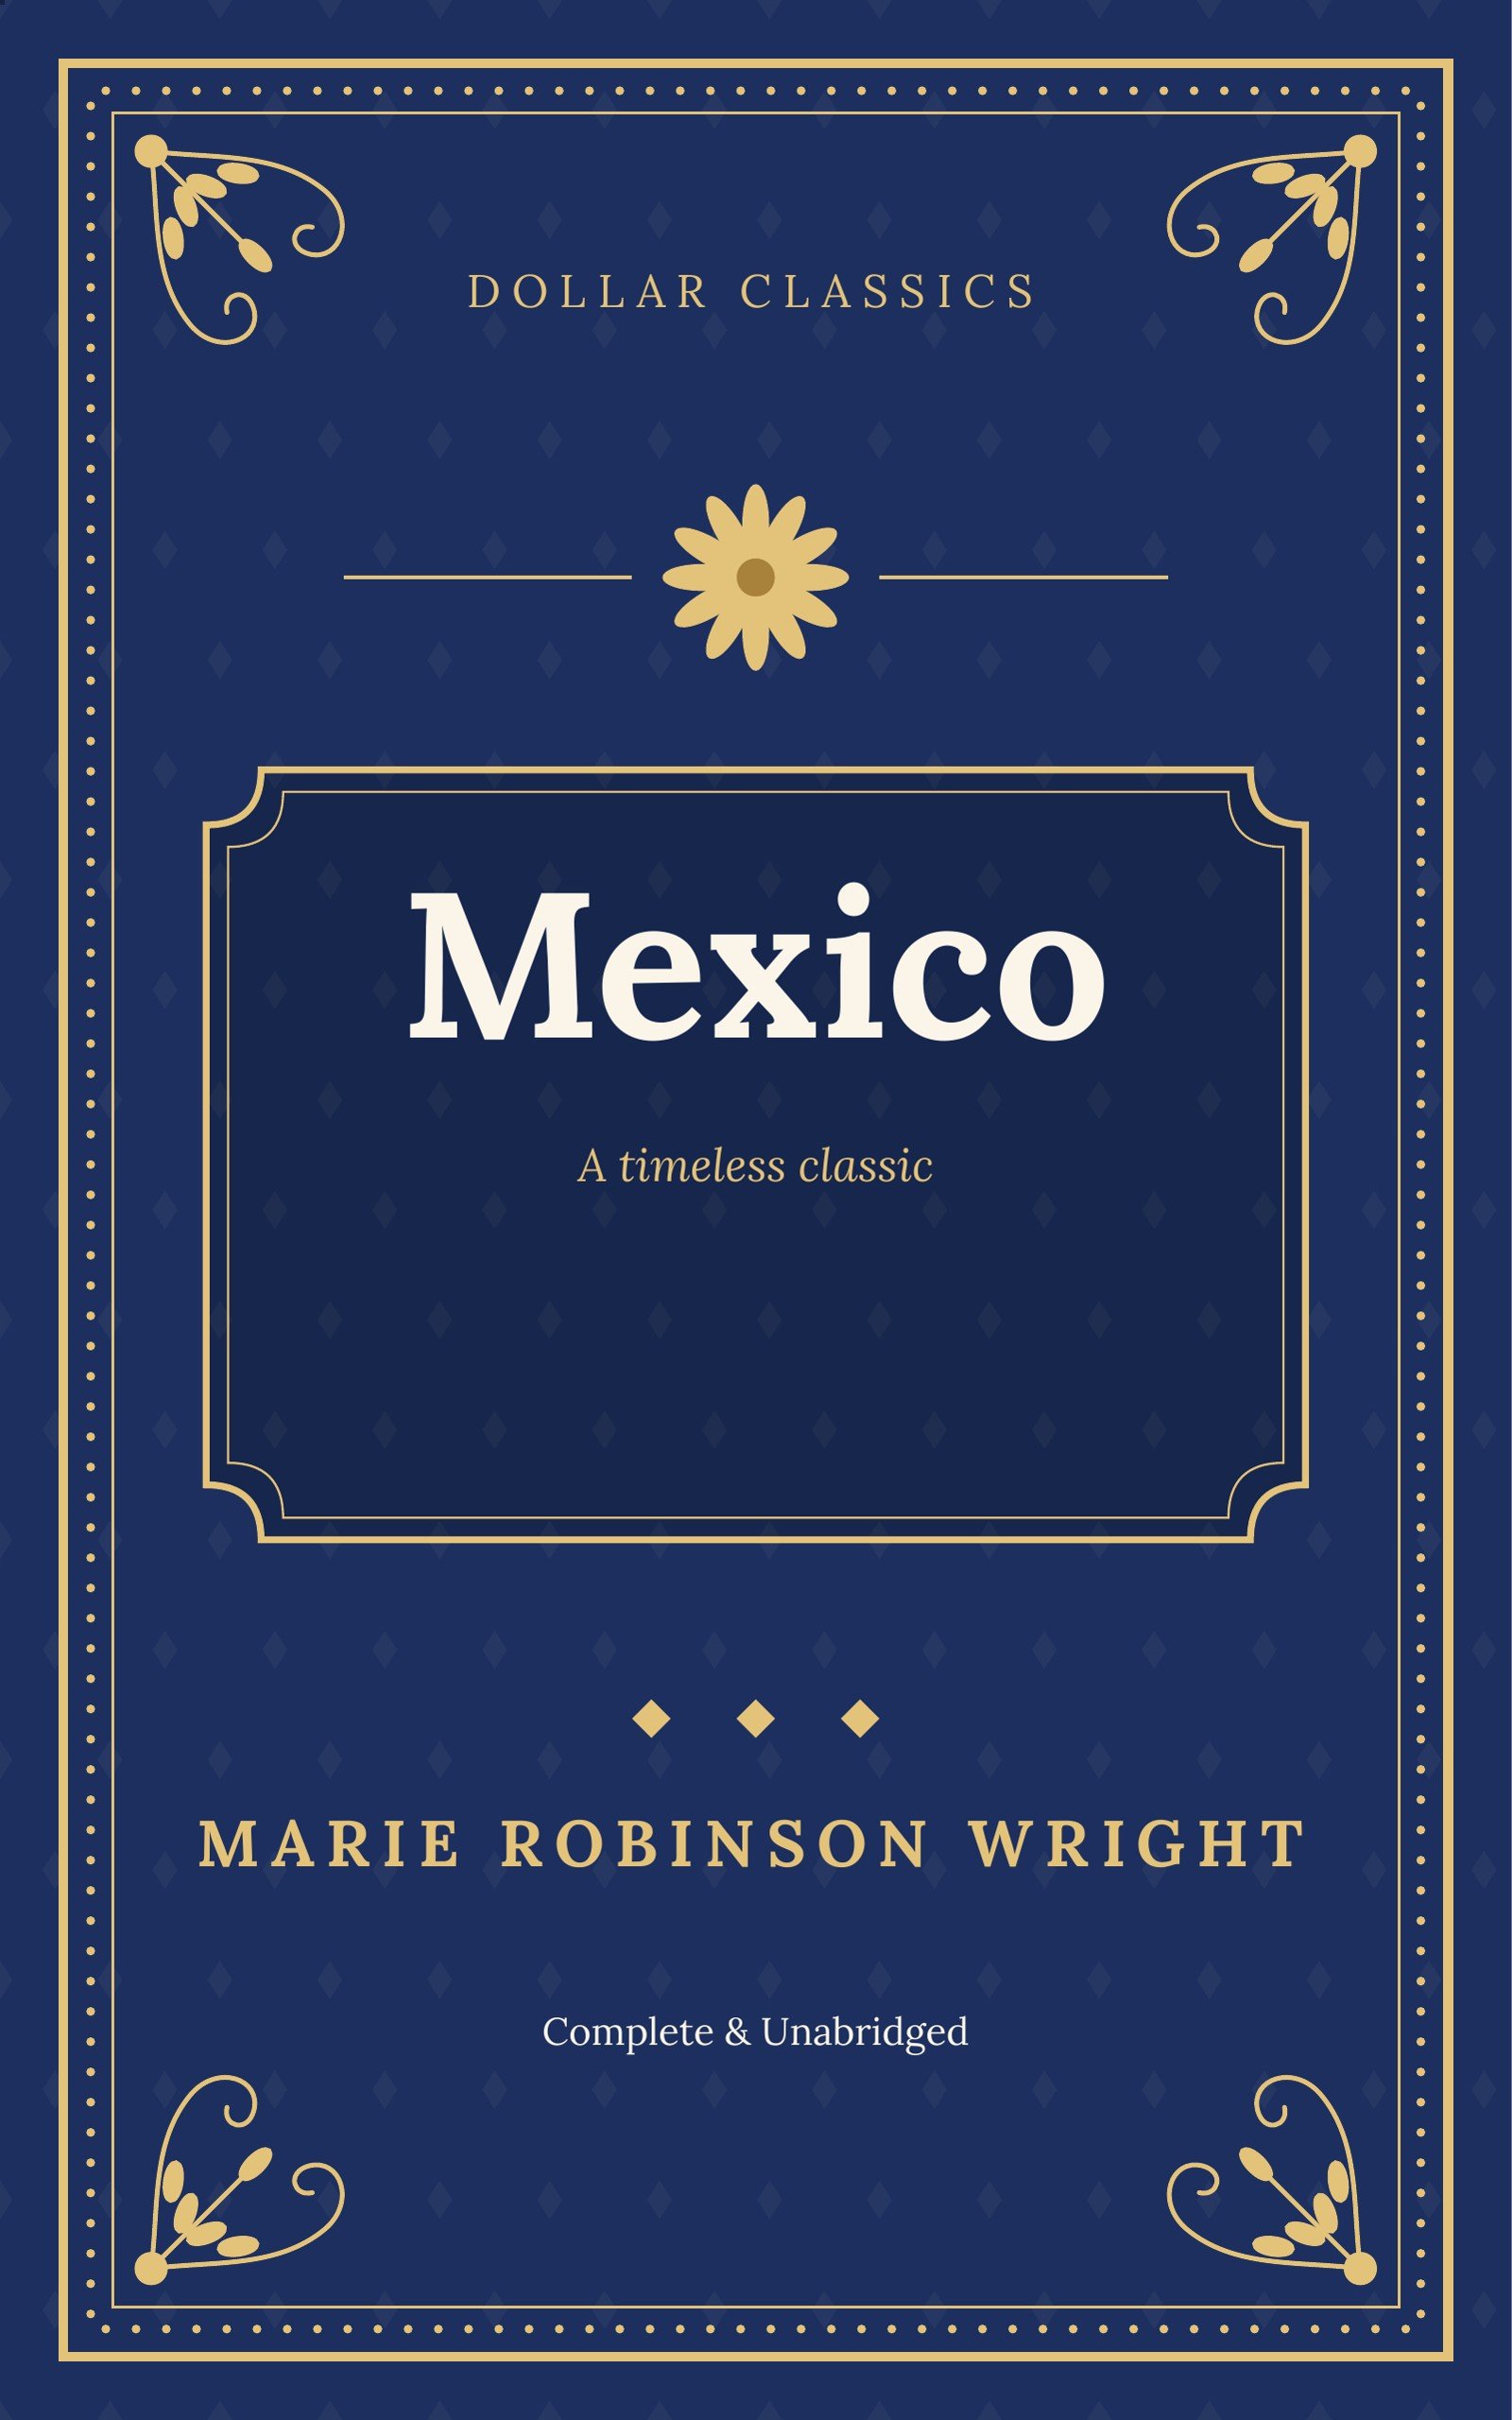 DOLLAR CLASSICS
Mexico
A timeless classic
MARIE ROBINSON WRIGHT
Complete & Unabridged